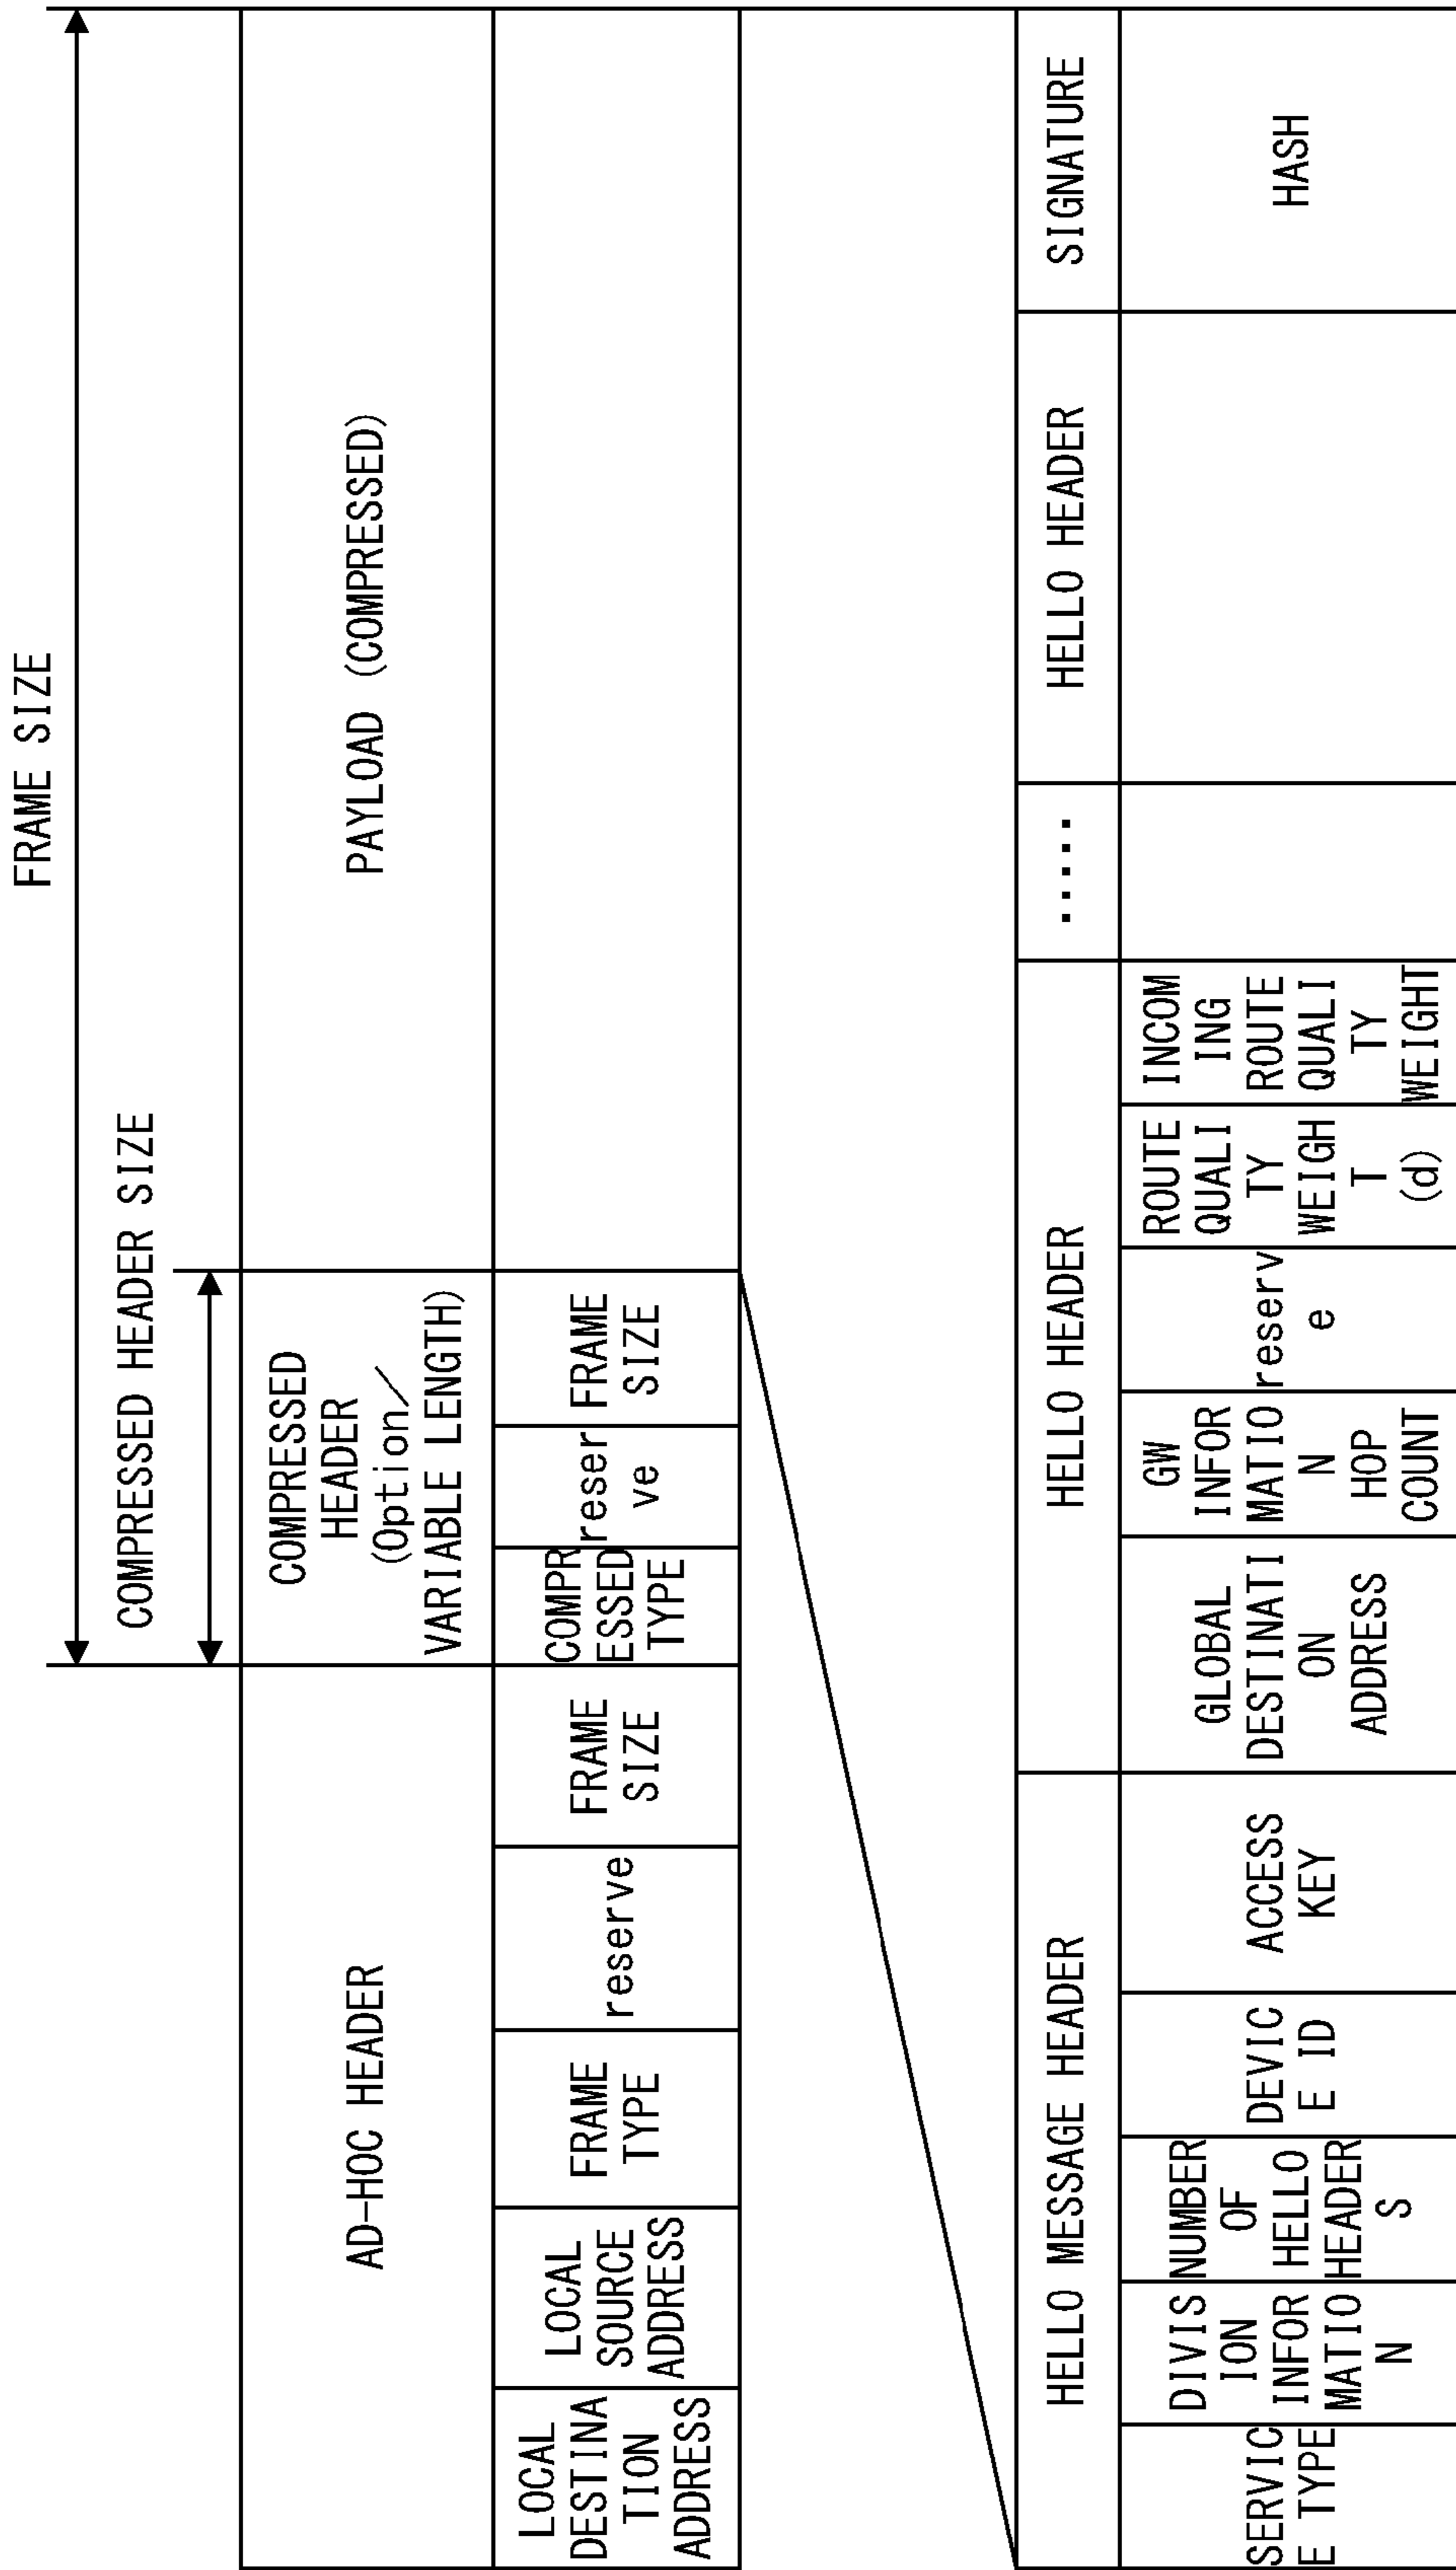 FRAME SIZE
COMPRESSED HEADER SIZE
AD-HOC HEADER
COMPRESSED
HEADER
(Option/
VARIABLE LENGTH)
PAYLOAD (COMPRESSED)
LOCAL
DESTINA
TION
ADDRESS
LOCAL
SOURCE
ADDRESS
FRAME
TYPE
reserve
FRAME
SIZE
COMPR
ESSED
TYPE
reser
ve
FRAME
SIZE
HELLO MESSAGE HEADER
HELLO HEADER
.....
HELLO HEADER
SIGNATURE
SERVIC
E TYPE
DIVIS
ION
INFOR
MATIO
N
NUMBER
OF
HELLO
HEADER
S
DEVIC
E ID
ACCESS
KEY
GLOBAL
DESTINATI
ON
ADDRESS
GW
INFOR
MATIO
N
HOP
COUNT
reserv
e
ROUTE
QUALI
TY
WEIGH
T
(d)
INCOM
ING
ROUTE
QUALI
TY
WEIGHT
HASH